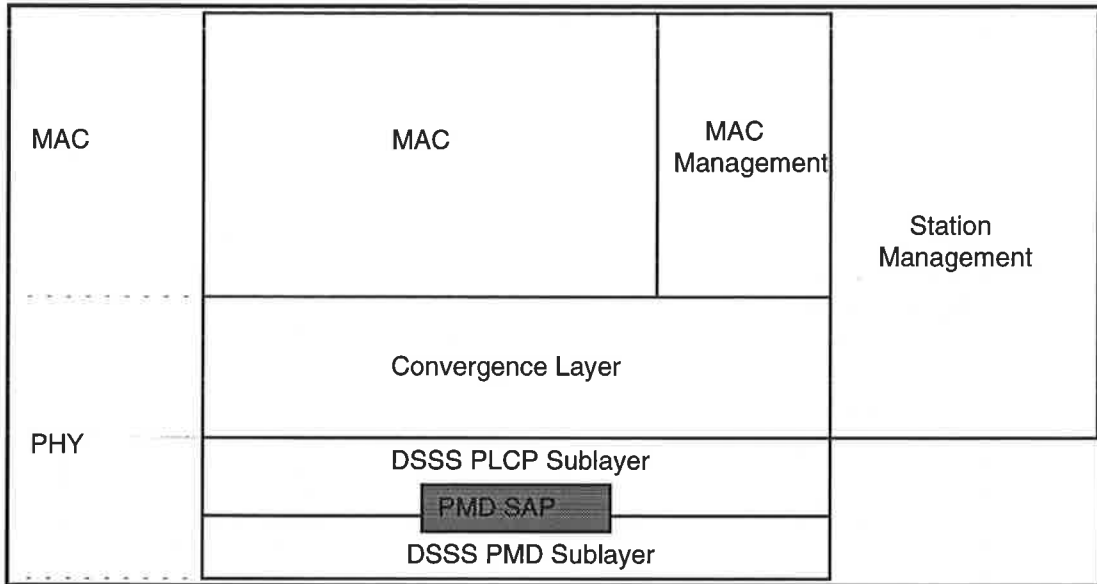 MAC
MAC
MAC
Management
Station
Management
Convergence Layer
PHY
DSSS PLCP Sublayer
PMD SAP
DSSS PMD Sublayer